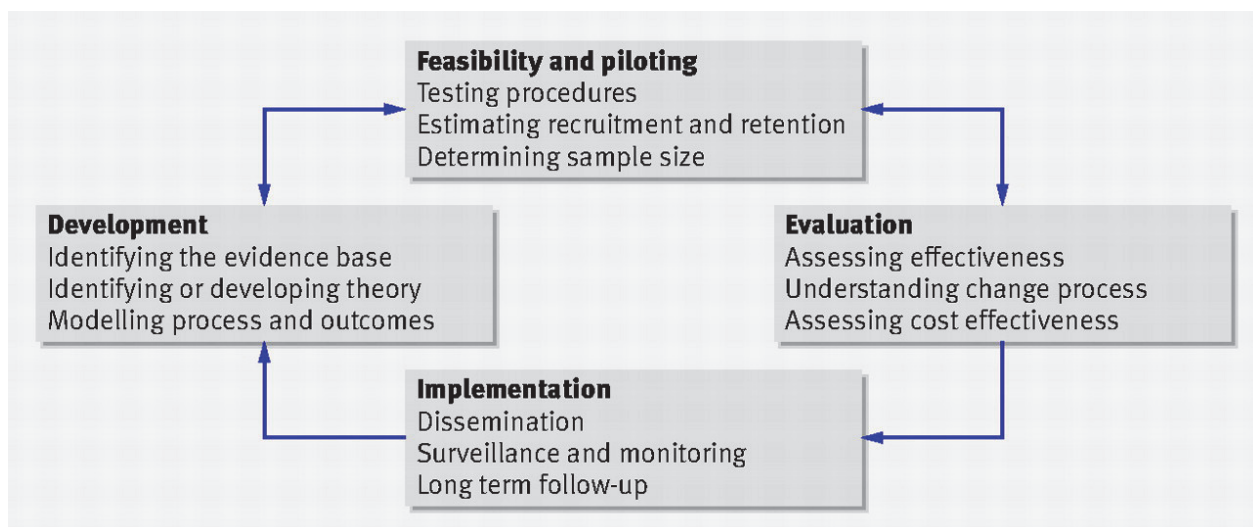 Feasibility and piloting
Testing procedures
Estimating recruitment and retention
Determining sample size
Development
Identifying the evidence base
Identifying or developing theory
Modelling process and outcomes
Evaluation
Assessing effectiveness
Understanding change process
Assessing cost effectiveness
Implementation
Dissemination
Surveillance and monitoring
Long term follow-up